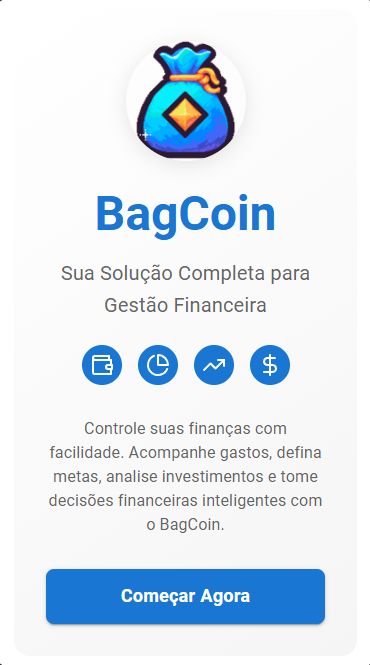 BagCoin
Sua Solução Completa para
Gestão Financeira
Controle suas finanças com
facilidade. Acompanhe gastos, defina
metas, analise investimentos e tome
decisões financeiras inteligentes com
o BagCoin.
Começar Agora